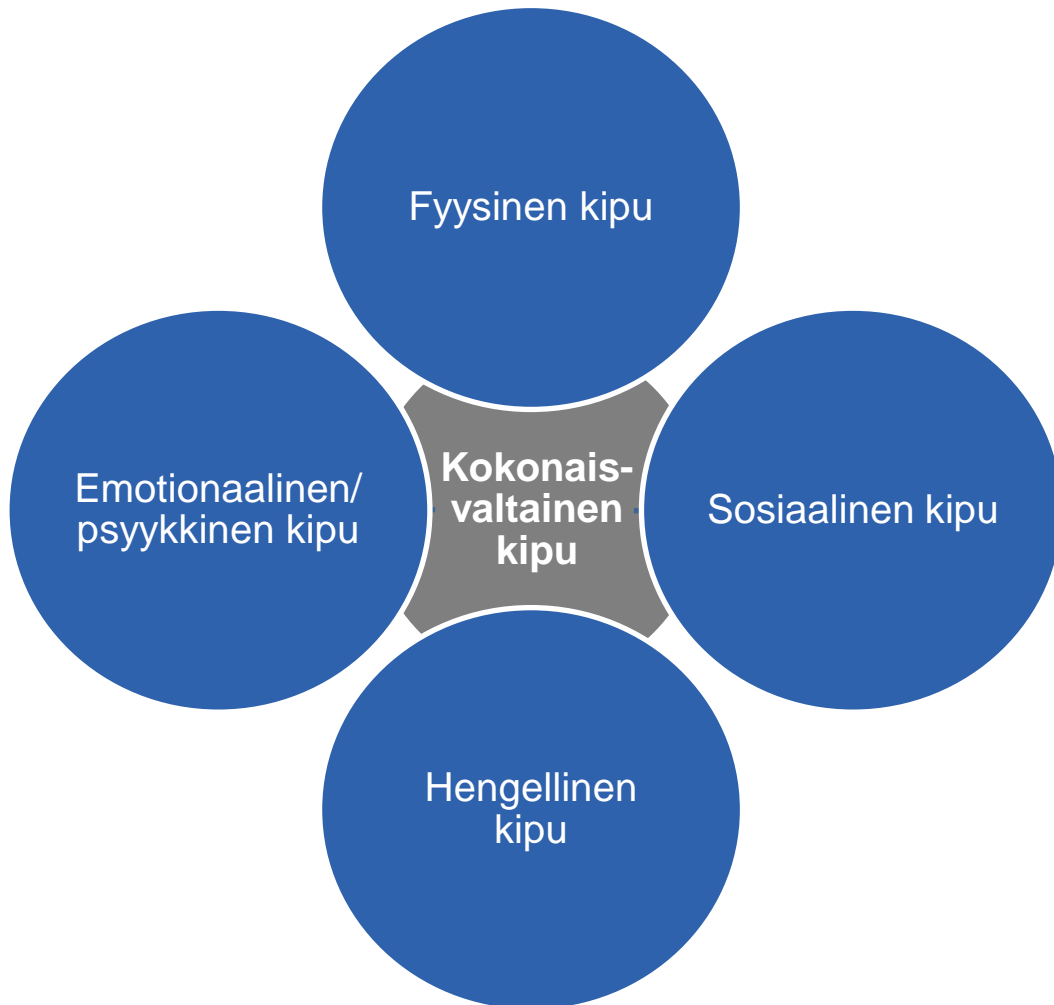 Fyysinen kipu
Emotionaalinen/
psyykkinen kipu
Kokonais-
valtainen
kipu
Sosiaalinen kipu
Hengellinen
kipu